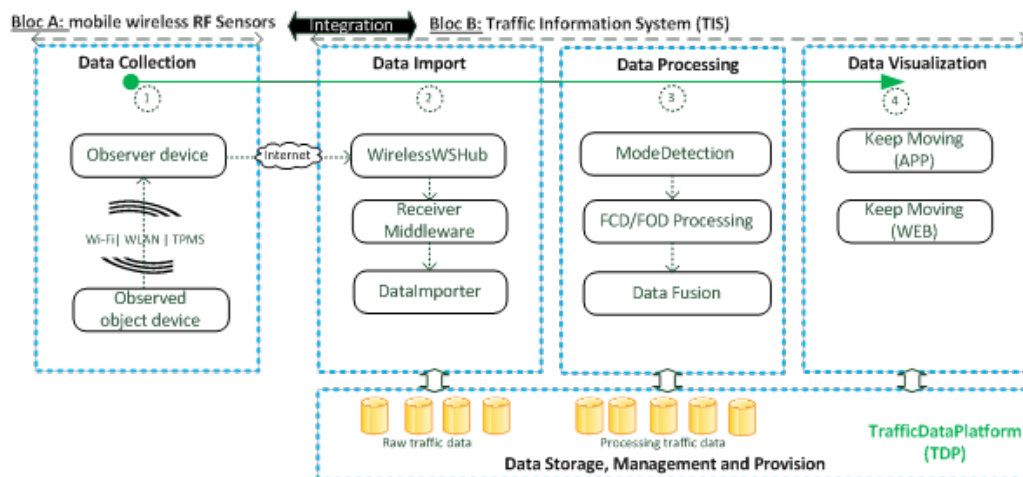 Bloc A: mobile wireless RF Sensors
Integration
Bloc B: Traffic Information System (TIS)
Data Collection
Data Import
Data Processing
Data Visualization
1
2
3
4
Observer device
Internet
WirelessWSHub
ModeDetection
Keep Moving
(APP)
Receiver
Middleware
FCD/FOD Processing
Keep Moving
(WEB)
Wi-Fi| WLAN | TPMS
DataImporter
Data Fusion
Observed
object device
Raw traffic data
Processing traffic data
TrafficDataPlatform
(TDP)
Data Storage, Management and Provision